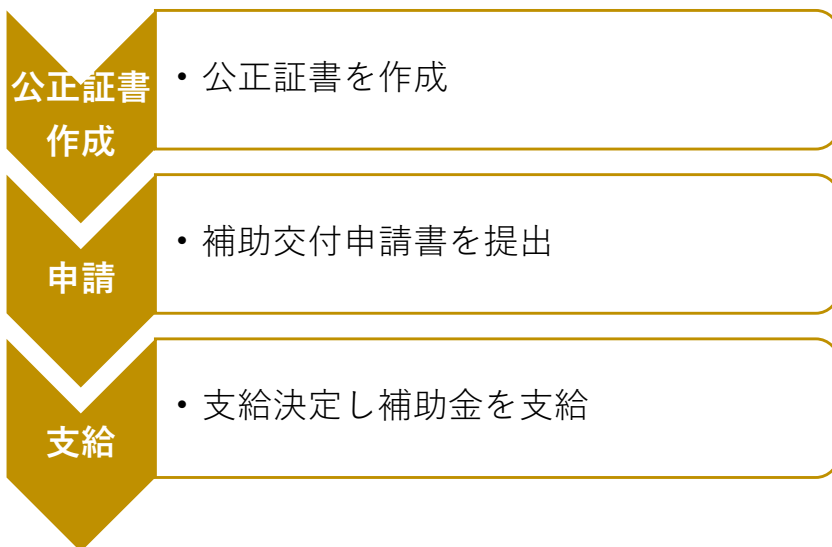 公正証書
作成
• 公正証書を作成
申請
• 補助交付申請書を提出
支給
• 支給決定し補助金を支給